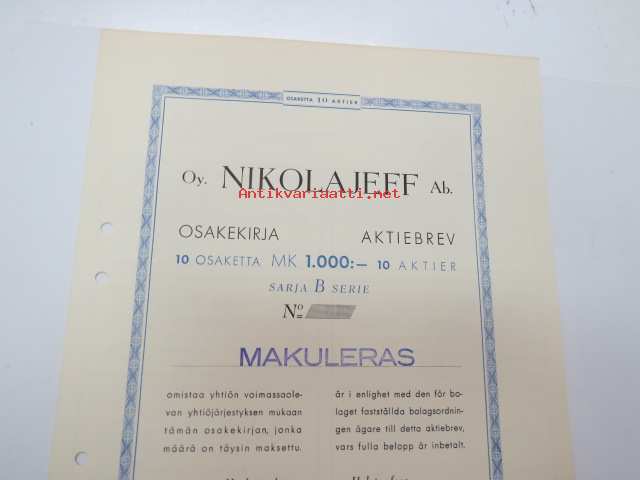 OSAKETTA 10 AKTIER
Oy. NIKOLAJEFF Ab.
Antikvariaatti.net
OSAKEKIRJA AKTIEBREV
10 OSAKETTA MK 1.000:— 10 AKTIER
SARJA B SERIE
No
MAKULERAS
omistaa yhtiön voimassaole-
van yhtiöjärjestyksen mukaan
tämän osakekirjan, jonka
määrä on täysin maksettu.
är i enlighet med den för bo-
laget fastställda bolagsordnin-
gen ägare till detta aktiebrev,
vars fulla belopp är inbetalt.